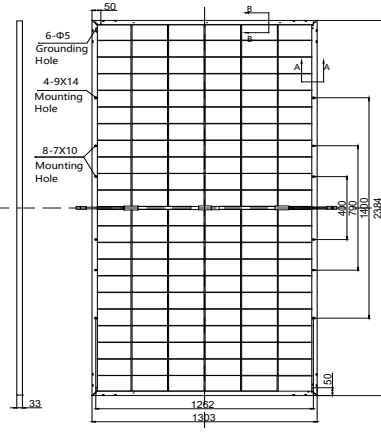 50
B
B
6-Φ5
Grounding
Hole
A A
4-9X14
Mounting
Hole
8-7X10
Mounting
Hole
400
790
1400
2384
50
33
1262
1303